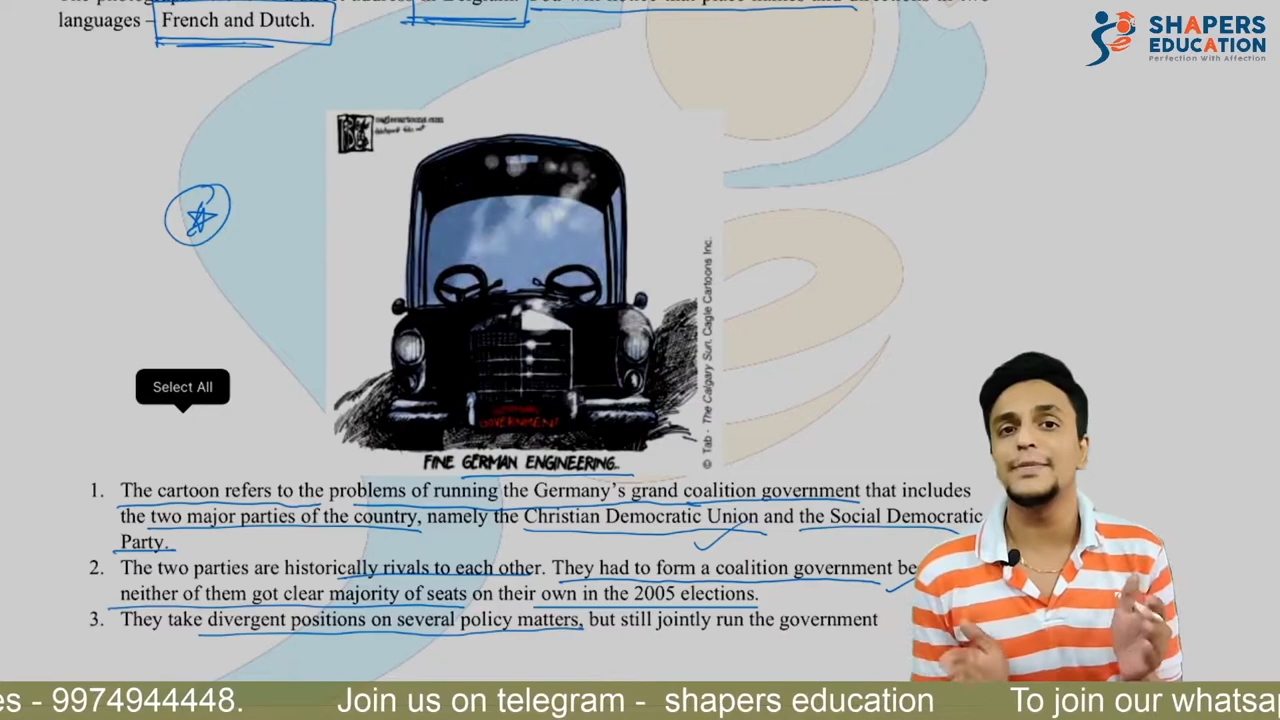 languages – French and Dutch.
SHAPERS
EDUCATION
Perfection With Affection
caglecartoons.com
Select All
GOVERNMENT
© Tab - The Calgary Sun, Cagle Cartoons Inc.
FINE GERMAN ENGINEERING..
1. The cartoon refers to the problems of running the Germany’s grand coalition government that includes
the two major parties of the country, namely the Christian Democratic Union and the Social Democratic
Party.
2. The two parties are historically rivals to each other. They had to form a coalition government be
neither of them got clear majority of seats on their own in the 2005 elections.
3. They take divergent positions on several policy matters, but still jointly run the government
es - 9974944448.
Join us on telegram - shapers education
To join our whatsa